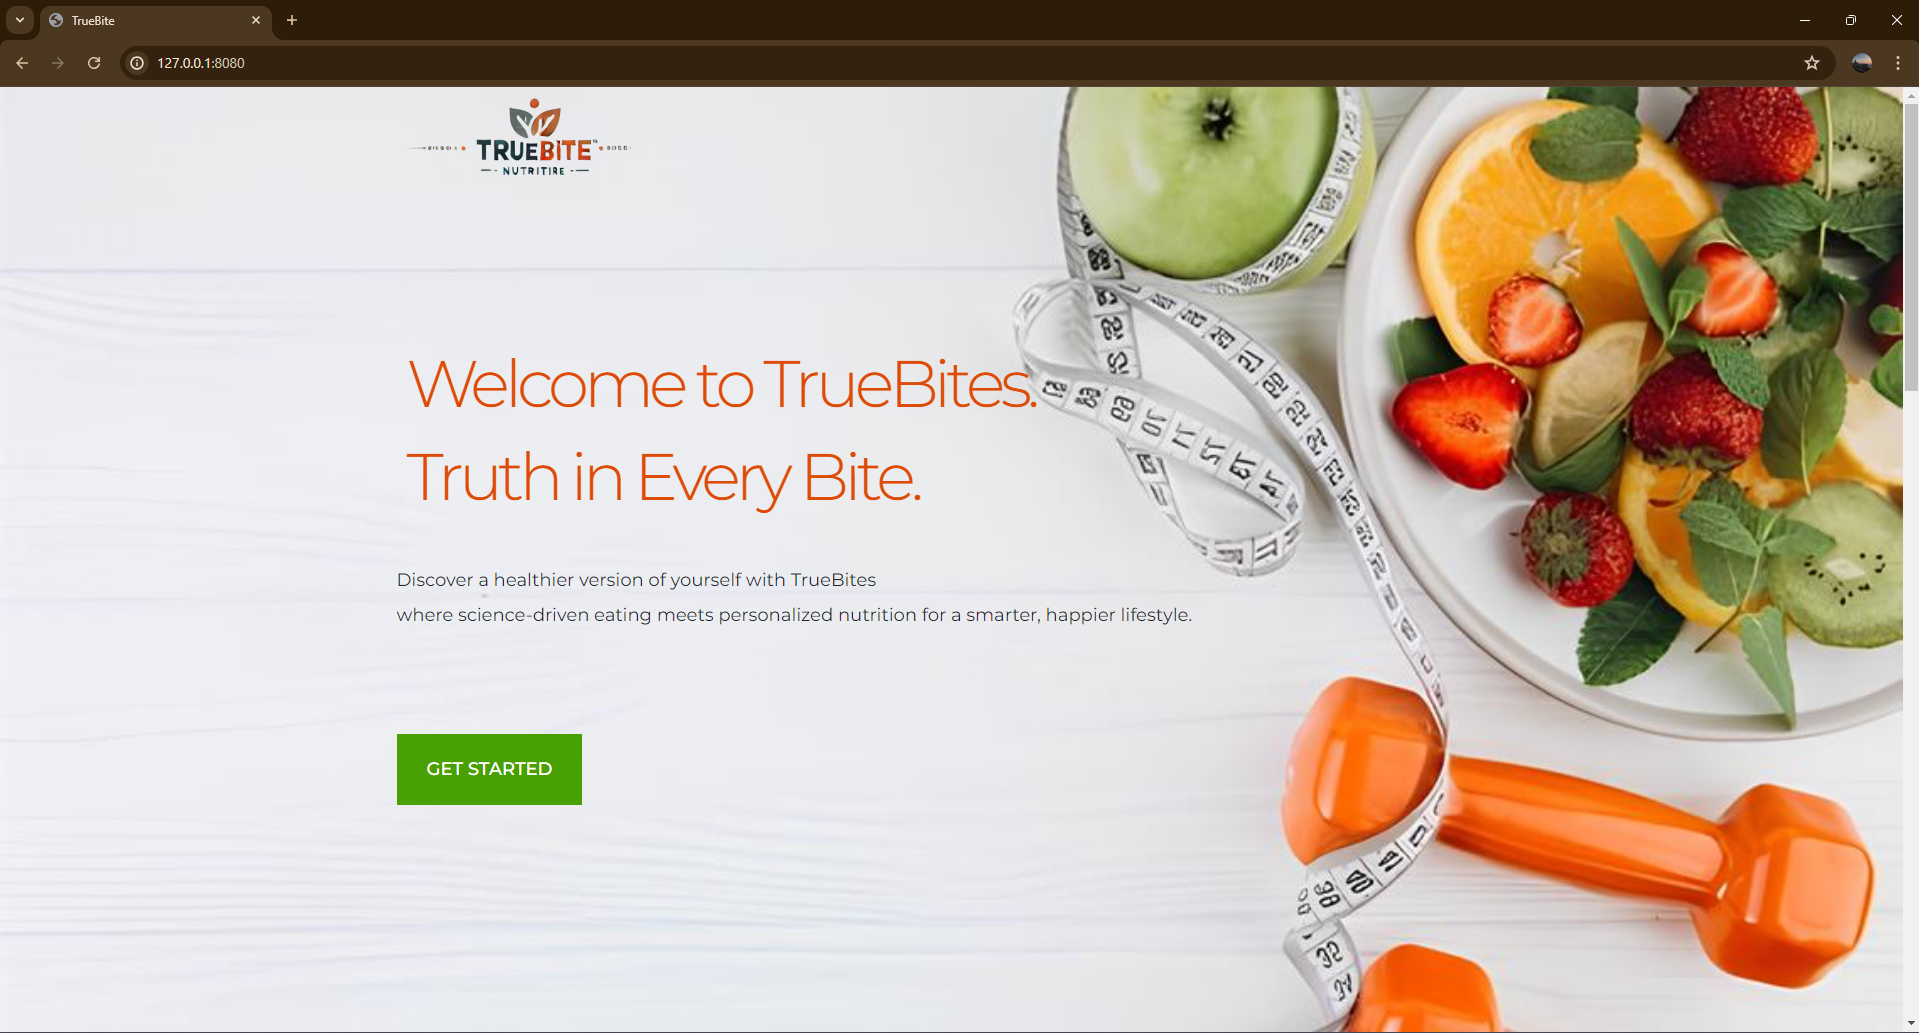 TrueBite
127.0.0.1:8080
TRUEBITE
NUTRITIRE
Welcome to TrueBites.
Truth in Every Bite.
Discover a healthier version of yourself with TrueBites
where science-driven eating meets personalized nutrition for a smarter, happier lifestyle.
GET STARTED